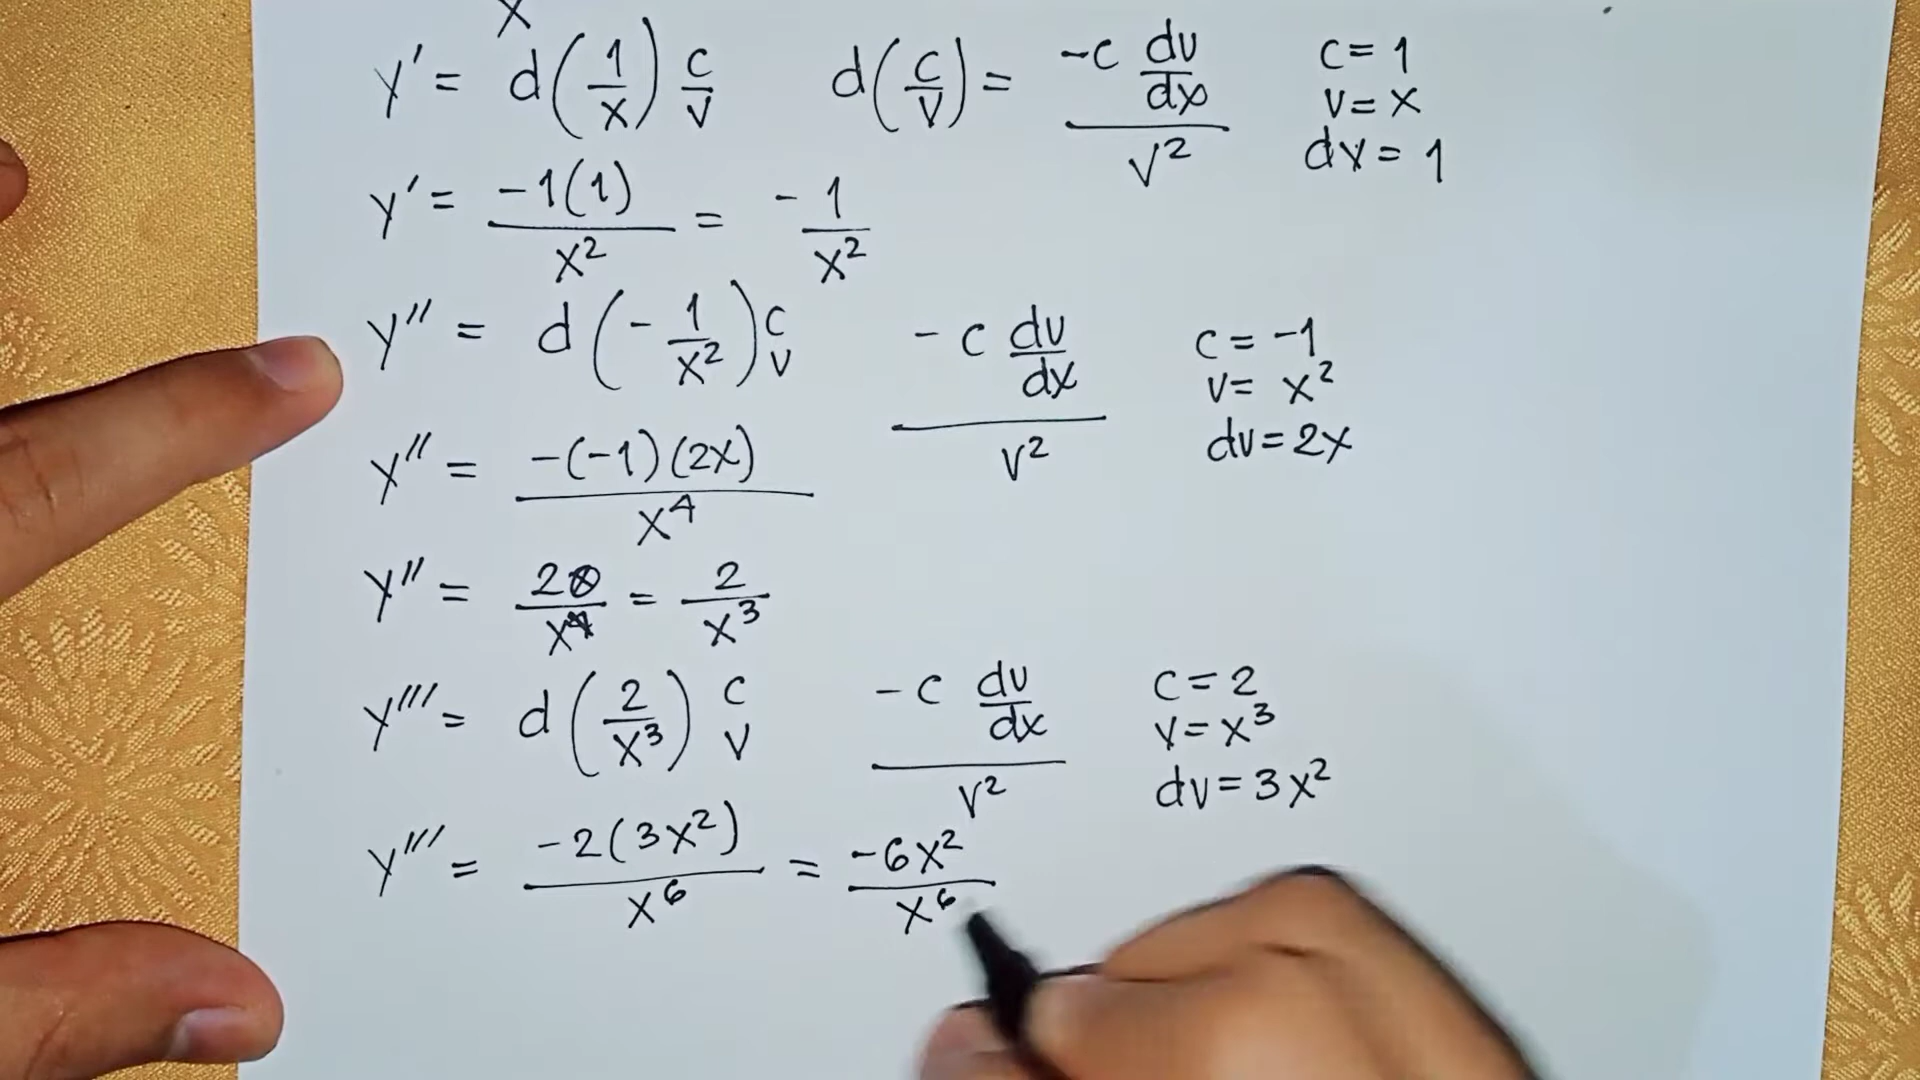 x
y' = d(1/x) c/v   d(c/v) = -c dv/dx / v²   c = 1
v = x
dv = 1
y' = -1(1)/x² = -1/x²
y'' = d(-1/x²) c v   -c dv/dx / v²   c = -1
v = x²
dv = 2x
y'' = -(-1)(2x)/x⁴
y'' = 2x/x⁴ = 2/x³
y''' = d(2/x³) c v   -c dv/dx / v²   c = 2
v = x³
dv = 3x²
y''' = -2(3x²)/x⁶ = -6x²/x⁶